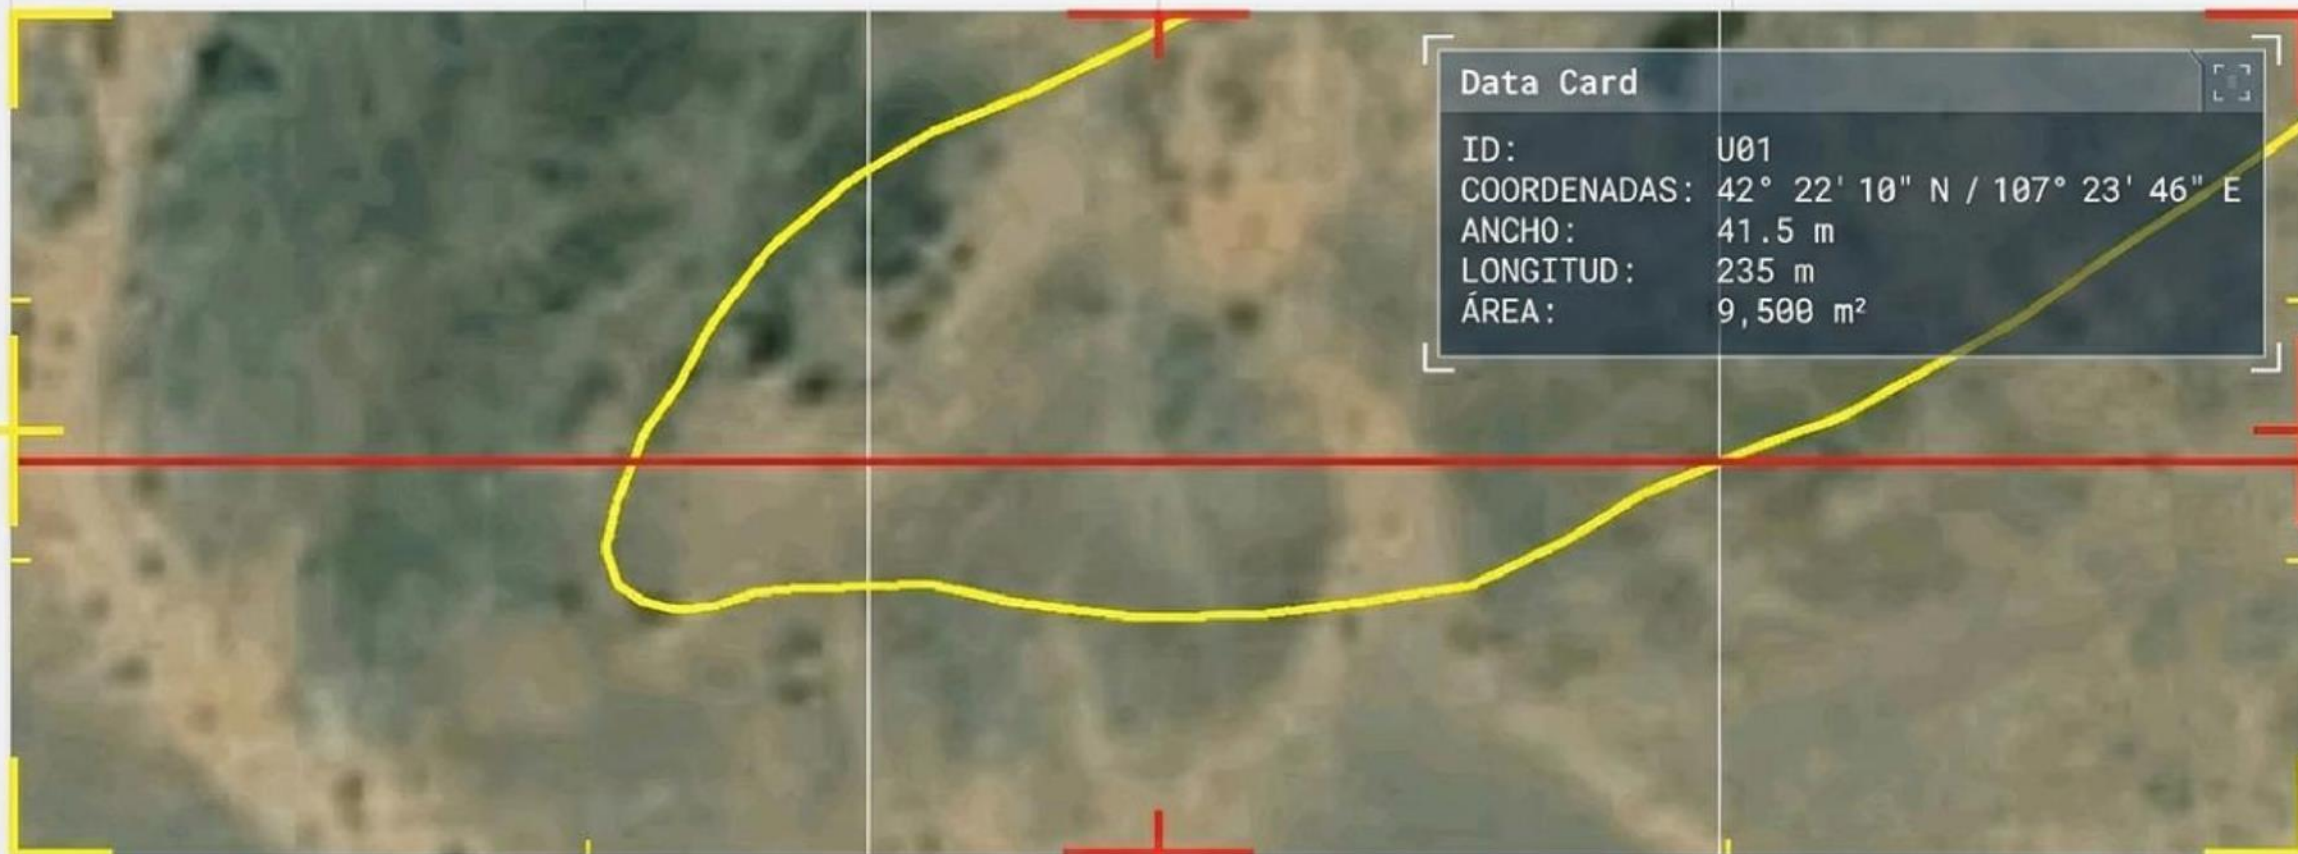 Data Card
ID: U01
COORDENADAS: 42° 22' 10" N / 107° 23' 46" E
ANCHO: 41.5 m
LONGITUD: 235 m
ÁREA: 9,500 m²